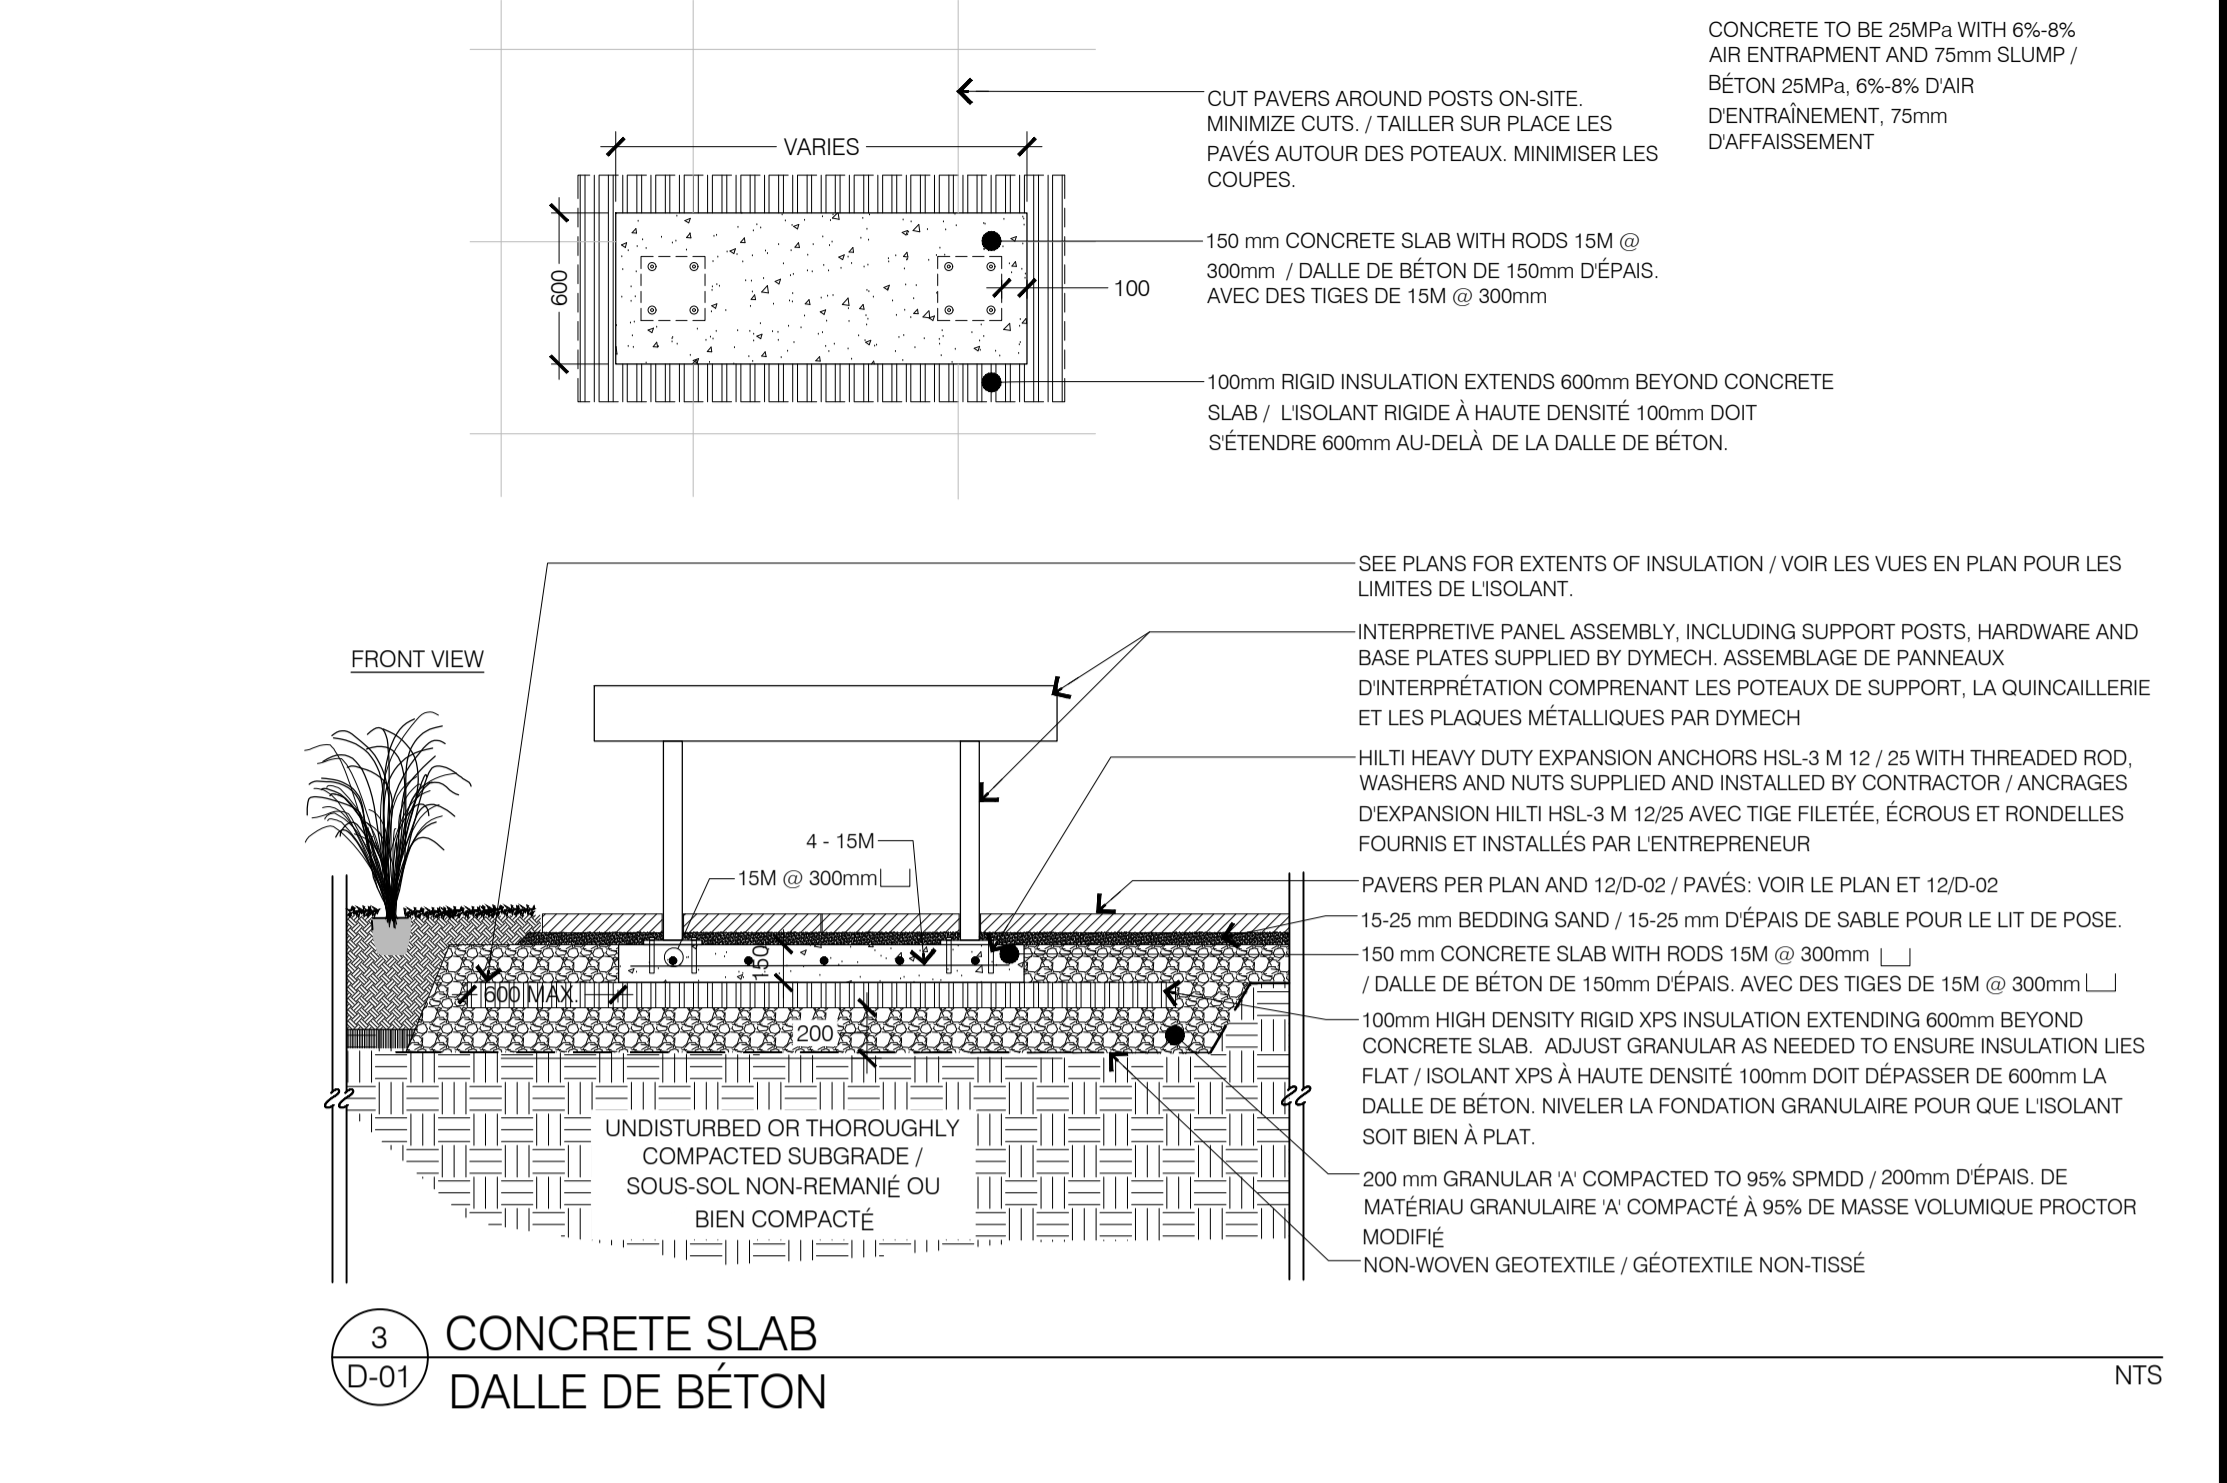 CONCRETE TO BE 25MPa WITH 6%-8%
AIR ENTRAPMENT AND 75mm SLUMP /
BÉTON 25MPa, 6%-8% D'AIR
D'ENTRAÎNEMENT, 75mm
D'AFFAISSEMENT
CUT PAVERS AROUND POSTS ON-SITE.
MINIMIZE CUTS. / TAILLER SUR PLACE LES
PAVÉS AUTOUR DES POTEAUX. MINIMISER LES
COUPES.
VARIES
600
100
150 mm CONCRETE SLAB WITH RODS 15M @
300mm / DALLE DE BÉTON DE 150mm D'ÉPAIS.
AVEC DES TIGES DE 15M @ 300mm
100mm RIGID INSULATION EXTENDS 600mm BEYOND CONCRETE
SLAB / L'ISOLANT RIGIDE À HAUTE DENSITÉ 100mm DOIT
S'ÉTENDRE 600mm AU-DELÀ DE LA DALLE DE BÉTON.
SEE PLANS FOR EXTENTS OF INSULATION / VOIR LES VUES EN PLAN POUR LES
LIMITES DE L'ISOLANT.
FRONT VIEW
INTERPRETIVE PANEL ASSEMBLY, INCLUDING SUPPORT POSTS, HARDWARE AND
BASE PLATES SUPPLIED BY DYMECH. ASSEMBLAGE DE PANNEAUX
D'INTERPRÉTATION COMPRENANT LES POTEAUX DE SUPPORT, LA QUINCAILLERIE
ET LES PLAQUES MÉTALLIQUES PAR DYMECH
HILTI HEAVY DUTY EXPANSION ANCHORS HSL-3 M 12 / 25 WITH THREADED ROD,
WASHERS AND NUTS SUPPLIED AND INSTALLED BY CONTRACTOR / ANCRAGES
D'EXPANSION HILTI HSL-3 M 12/25 AVEC TIGE FILETÉE, ÉCROUS ET RONDELLES
FOURNIS ET INSTALLÉS PAR L'ENTREPRENEUR
4 - 15M
15M @ 300mm
PAVERS PER PLAN AND 12/D-02 / PAVÉS: VOIR LE PLAN ET 12/D-02
15-25 mm BEDDING SAND / 15-25 mm D'ÉPAIS DE SABLE POUR LE LIT DE POSE.
150 mm CONCRETE SLAB WITH RODS 15M @ 300mm
/ DALLE DE BÉTON DE 150mm D'ÉPAIS. AVEC DES TIGES DE 15M @ 300mm
150
600 MAX.
200
100mm HIGH DENSITY RIGID XPS INSULATION EXTENDING 600mm BEYOND
CONCRETE SLAB. ADJUST GRANULAR AS NEEDED TO ENSURE INSULATION LIES
FLAT / ISOLANT XPS À HAUTE DENSITÉ 100mm DOIT DÉPASSER DE 600mm LA
DALLE DE BÉTON. NIVELER LA FONDATION GRANULAIRE POUR QUE L'ISOLANT
SOIT BIEN À PLAT.
UNDISTURBED OR THOROUGHLY
COMPACTED SUBGRADE /
SOUS-SOL NON-REMANIÉ OU
BIEN COMPACTÉ
200 mm GRANULAR 'A' COMPACTED TO 95% SPMDD / 200mm D'ÉPAIS. DE
MATÉRIAU GRANULAIRE 'A' COMPACTÉ À 95% DE MASSE VOLUMIQUE PROCTOR
MODIFIÉ
NON-WOVEN GEOTEXTILE / GÉOTEXTILE NON-TISSÉ
3
D-01
CONCRETE SLAB
DALLE DE BÉTON
NTS